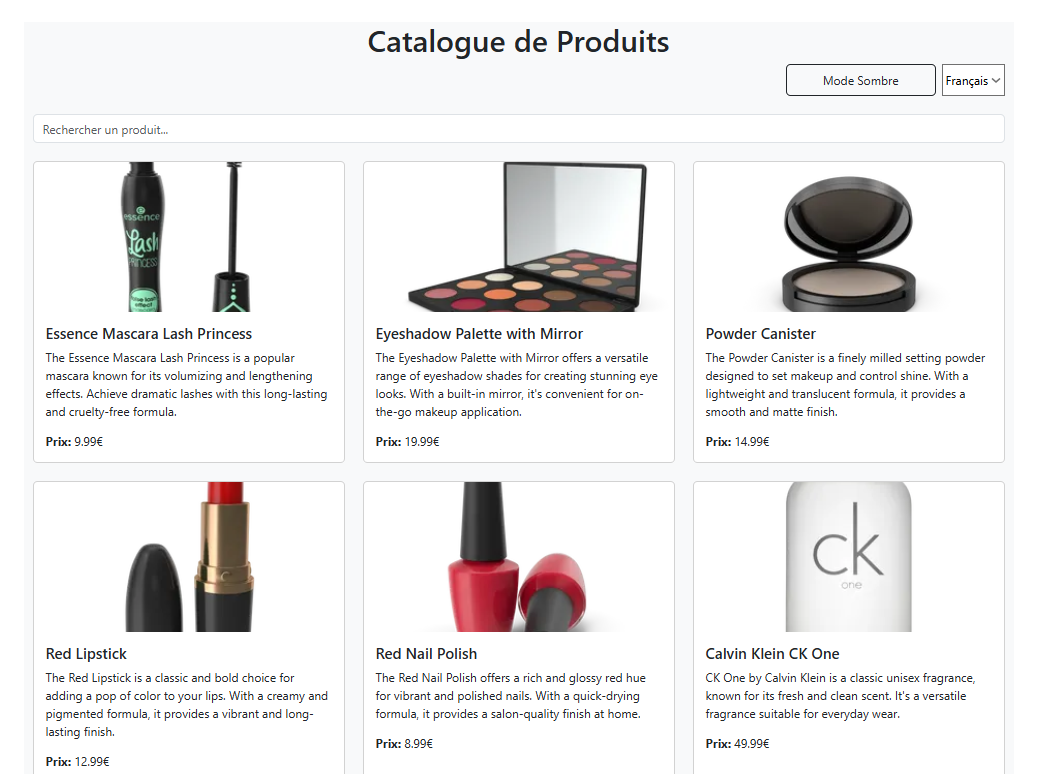 Catalogue de Produits
Mode Sombre
Français
Rechercher un produit...
essence
Lash
PRINCESS
false lash
effect
Essence Mascara Lash Princess
The Essence Mascara Lash Princess is a popular
mascara known for its volumizing and lengthening
effects. Achieve dramatic lashes with this long-lasting
and cruelty-free formula.
Prix: 9.99€
Eyeshadow Palette with Mirror
The Eyeshadow Palette with Mirror offers a versatile
range of eyeshadow shades for creating stunning eye
looks. With a built-in mirror, it's convenient for on-
the-go makeup application.
Prix: 19.99€
Powder Canister
The Powder Canister is a finely milled setting powder
designed to set makeup and control shine. With a
lightweight and translucent formula, it provides a
smooth and matte finish.
Prix: 14.99€
Red Lipstick
The Red Lipstick is a classic and bold choice for
adding a pop of color to your lips. With a creamy and
pigmented formula, it provides a vibrant and long-
lasting finish.
Prix: 12.99€
Red Nail Polish
The Red Nail Polish offers a rich and glossy red hue
for vibrant and polished nails. With a quick-drying
formula, it provides a salon-quality finish at home.
Prix: 8.99€
ck
one
Calvin Klein CK One
CK One by Calvin Klein is a classic unisex fragrance,
known for its fresh and clean scent. It's a versatile
fragrance suitable for everyday wear.
Prix: 49.99€